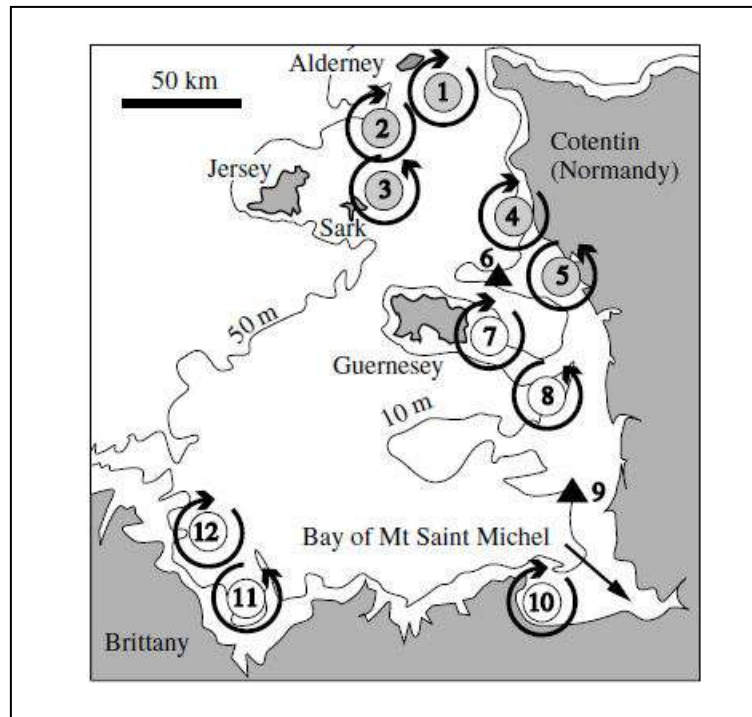 Alderney
50 km
1
2
Cotentin
(Normandy)
Jersey
3
Sark
4
6
5
50 m
7
Guernesey
8
10 m
9
12
Bay of Mt Saint Michel
11
10
Brittany